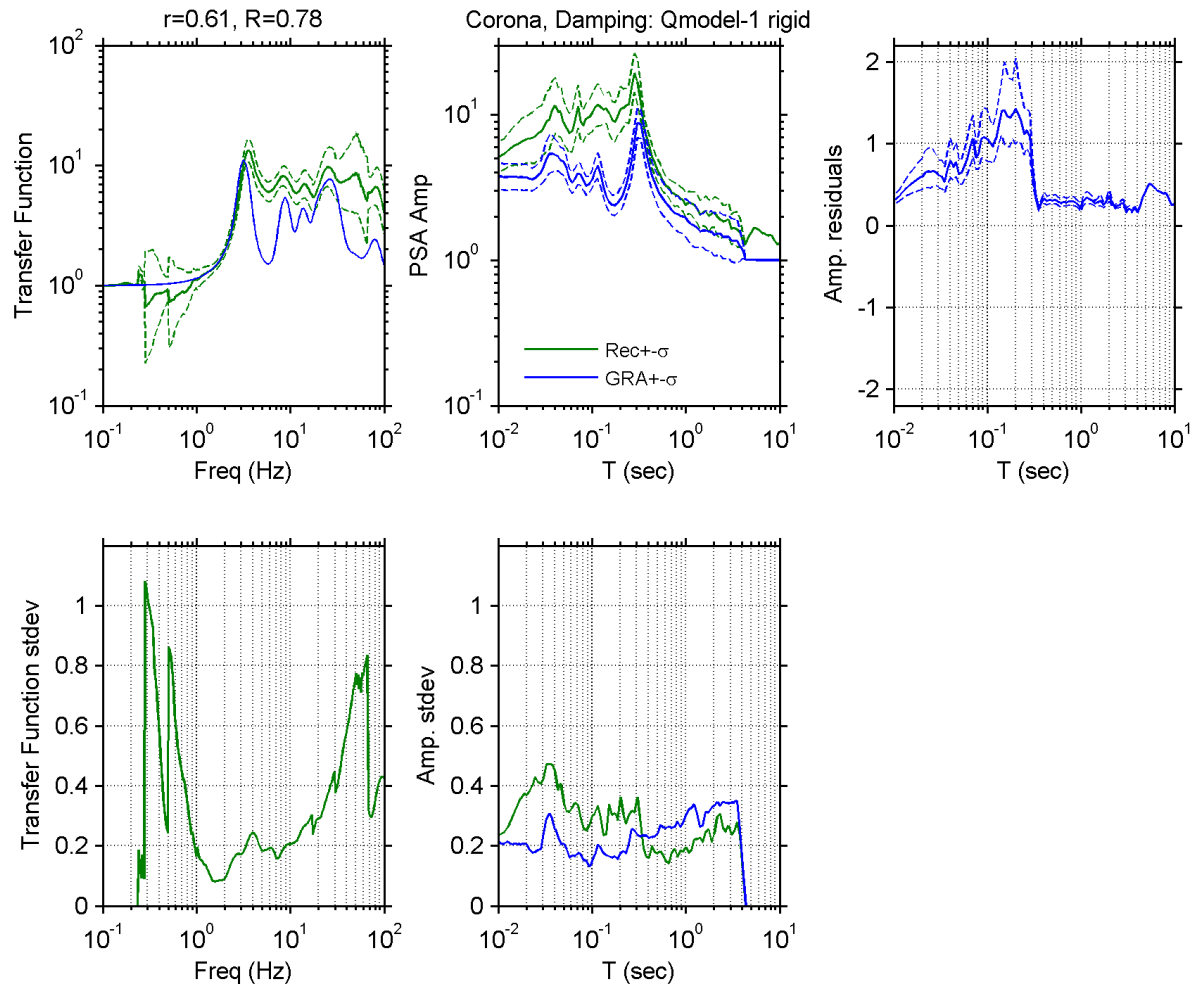 r=0.61, R=0.78
Corona, Damping: Qmodel-1 rigid
Transfer Function
10^2
10^1
10^0
10^-1
10^-1 10^0 10^1 10^2
Freq (Hz)
PSA Amp
10^1
10^0
10^-1
Rec+-σ
GRA+-σ
10^-2 10^-1 10^0 10^1
T (sec)
Amp. residuals
2
1
0
-1
-2
10^-2 10^-1 10^0 10^1
T (sec)
Transfer Function stdev
1
0.8
0.6
0.4
0.2
0
10^-1 10^0 10^1 10^2
Freq (Hz)
Amp. stdev
1
0.8
0.6
0.4
0.2
0
10^-2 10^-1 10^0 10^1
T (sec)